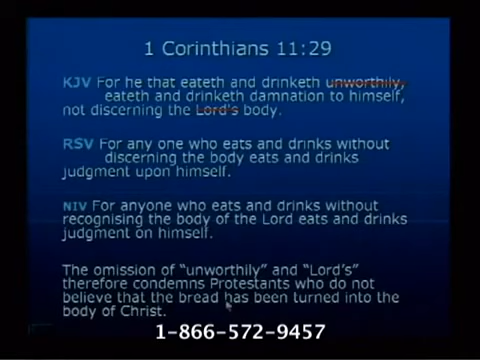 1 Corinthians 11:29
KJV For he that eateth and drinketh unworthily,
eateth and drinketh damnation to himself,
not discerning the Lord's body.
RSV For any one who eats and drinks without
discerning the body eats and drinks
judgment upon himself.
NIV For anyone who eats and drinks without
recognising the body of the Lord eats and drinks
judgment on himself.
The omission of "unworthily" and "Lord's"
therefore condemns Protestants who do not
believe that the bread has been turned into the
body of Christ.
1-866-572-9457